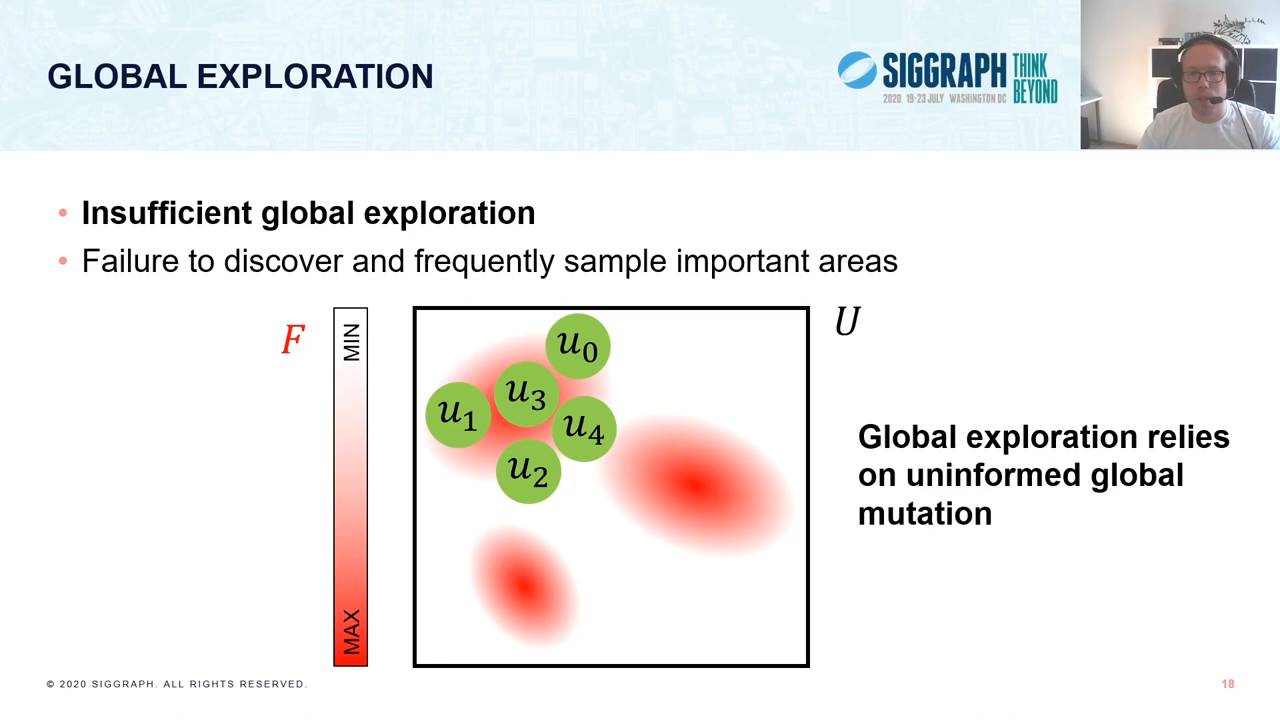 GLOBAL EXPLORATION
SIGGRAPH THINK BEYOND
2020 19-23 JULY WASHINGTON DC
• Insufficient global exploration
• Failure to discover and frequently sample important areas
F
MIN
MAX
U
u0
u3
u1
u4
u2
Global exploration relies
on uninformed global
mutation
© 2020 SIGGRAPH. ALL RIGHTS RESERVED.
18